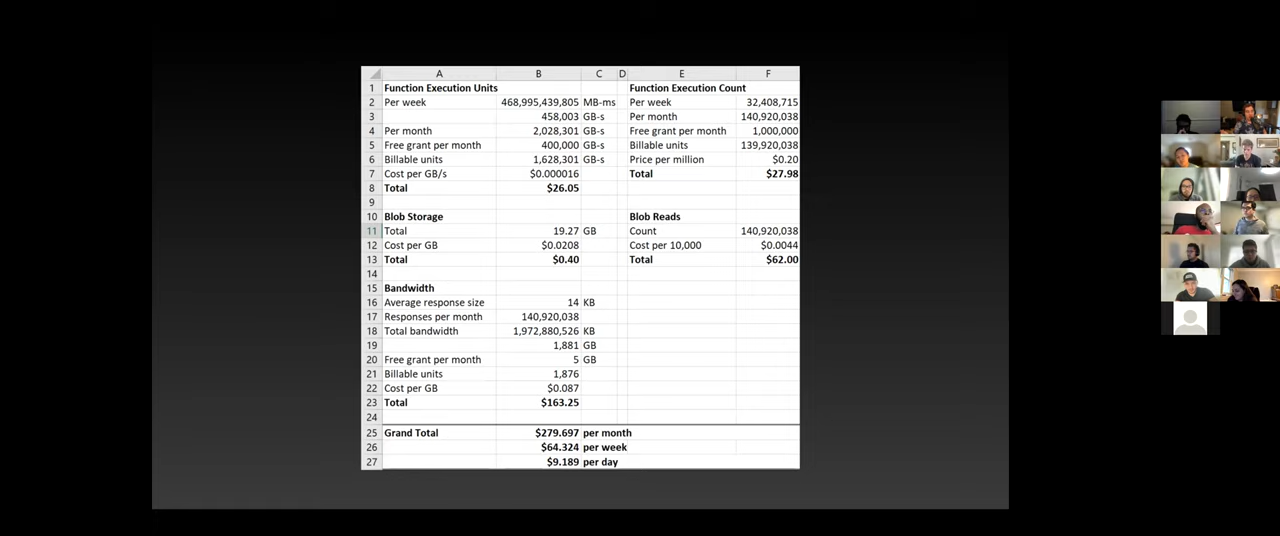 A B C D E F
1 Function Execution Units Function Execution Count
2 Per week 468,995,439,805 MB-ms Per week 32,408,715
3 458,003 GB-s Per month 140,920,038
4 Per month 2,028,301 GB-s Free grant per month 1,000,000
5 Free grant per month 400,000 GB-s Billable units 139,920,038
6 Billable units 1,628,301 GB-s Price per million $0.20
7 Cost per GB/s $0.000016 Total $27.98
8 Total $26.05
9
10 Blob Storage Blob Reads
11 Total 19.27 GB Count 140,920,038
12 Cost per GB $0.0208 Cost per 10,000 $0.0044
13 Total $0.40 Total $62.00
14
15 Bandwidth
16 Average response size 14 KB
17 Responses per month 140,920,038
18 Total bandwidth 1,972,880,526 KB
19 1,881 GB
20 Free grant per month 5 GB
21 Billable units 1,876
22 Cost per GB $0.087
23 Total $163.25
24
25 Grand Total $279.697 per month
26 $64.324 per week
27 $9.189 per day